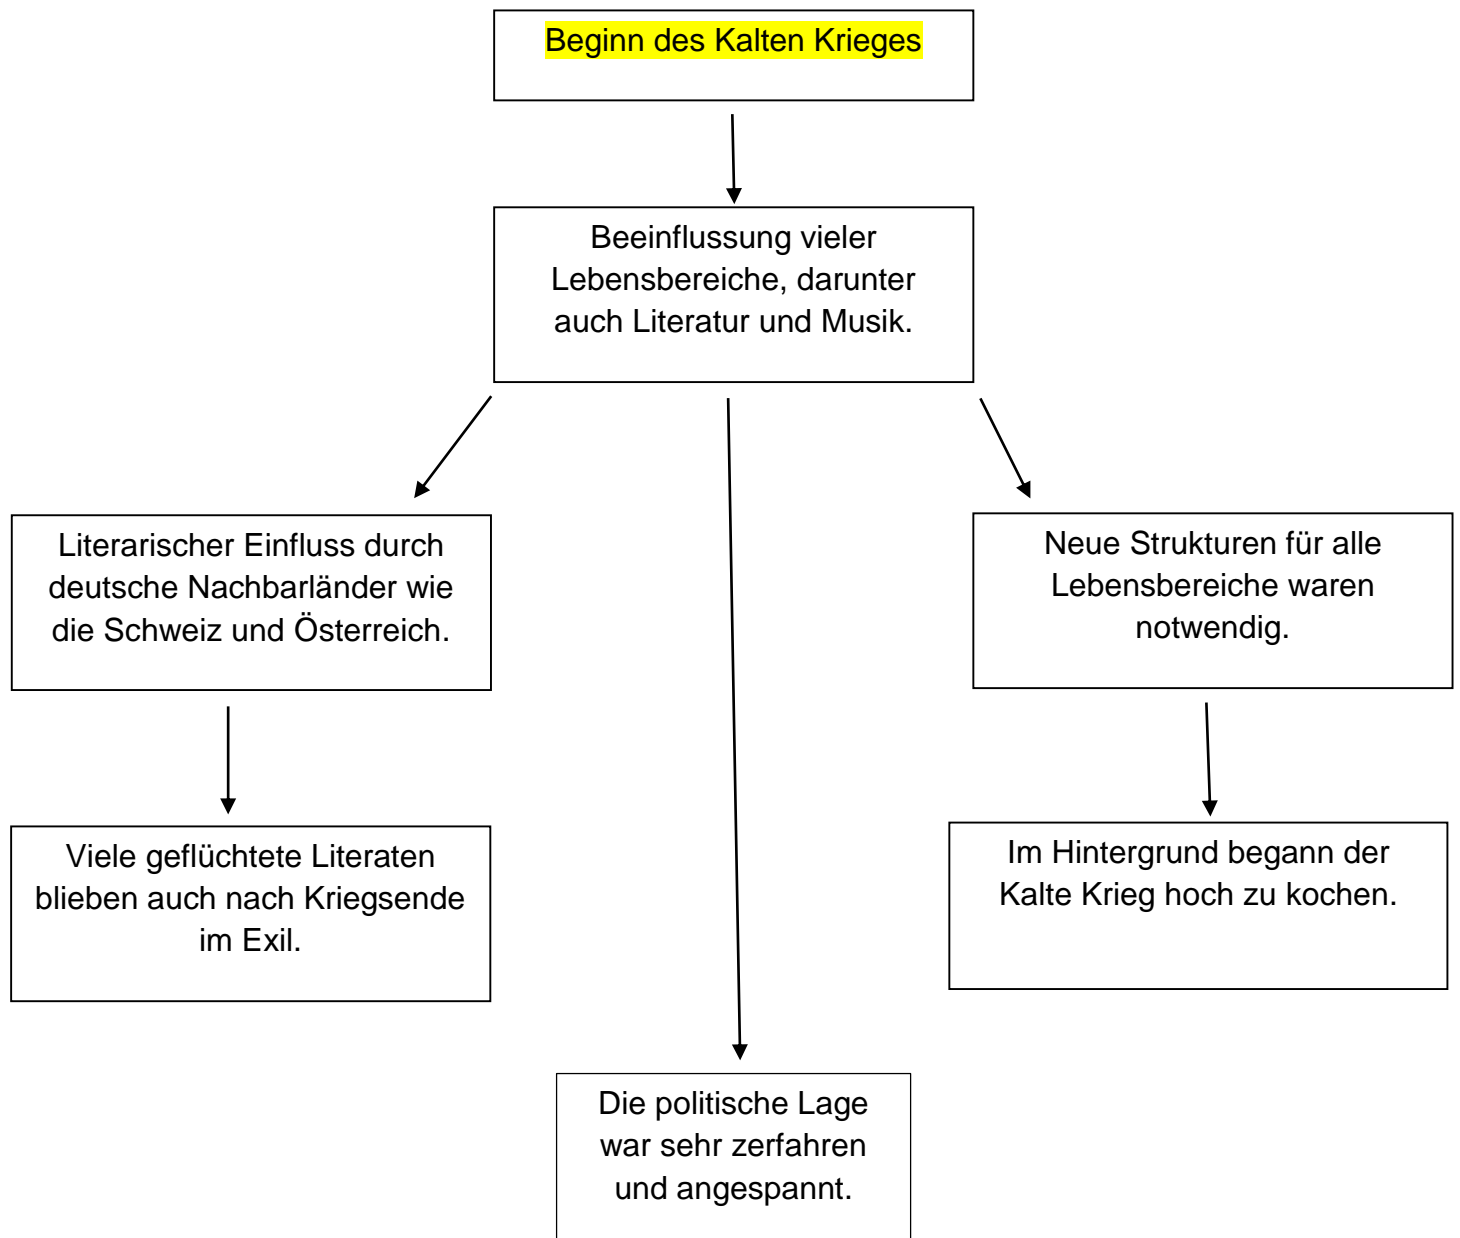 Beginn des Kalten Krieges
Beeinflussung vieler
Lebensbereiche, darunter
auch Literatur und Musik.
Literarischer Einfluss durch
deutsche Nachbarländer wie
die Schweiz und Österreich.
Neue Strukturen für alle
Lebensbereiche waren
notwendig.
Viele geflüchtete Literaten
blieben auch nach Kriegsende
im Exil.
Im Hintergrund begann der
Kalte Krieg hoch zu kochen.
Die politische Lage
war sehr zerfahren
und angespannt.